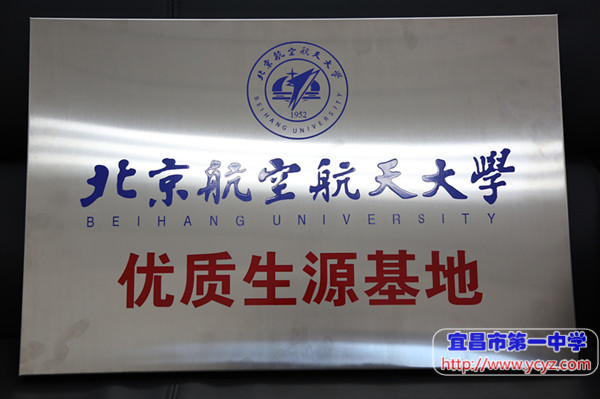 北京航空航天大学
1952
BEIHANG UNIVERSITY
北京航空航天大學
BEIHANG UNIVERSITY
优质生源基地
宜昌市第一中学
http://www.ycyz.com